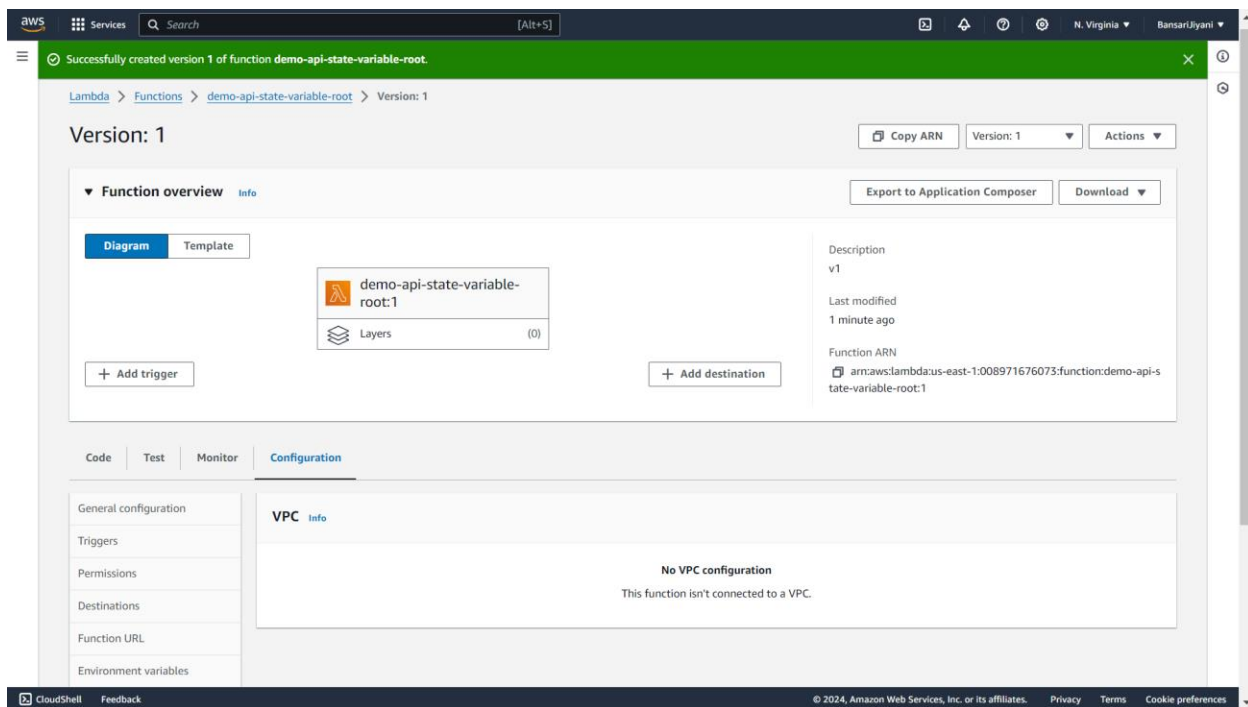 aws Services Search [Alt+S] N. Virginia BansariJiyani
Successfully created version 1 of function demo-api-state-variable-root.
Lambda > Functions > demo-api-state-variable-root > Version: 1
Version: 1
Copy ARN Version: 1 Actions
Function overview Info
Export to Application Composer Download
Diagram Template
demo-api-state-variable-
root:1
Layers (0)
+ Add trigger
+ Add destination
Description
v1
Last modified
1 minute ago
Function ARN
arn:aws:lambda:us-east-1:008971676073:function:demo-api-s
tate-variable-root:1
Code Test Monitor Configuration
General configuration
Triggers
Permissions
Destinations
Function URL
Environment variables
VPC Info
No VPC configuration
This function isn't connected to a VPC.
CloudShell Feedback © 2024, Amazon Web Services, Inc. or its affiliates. Privacy Terms Cookie preferences